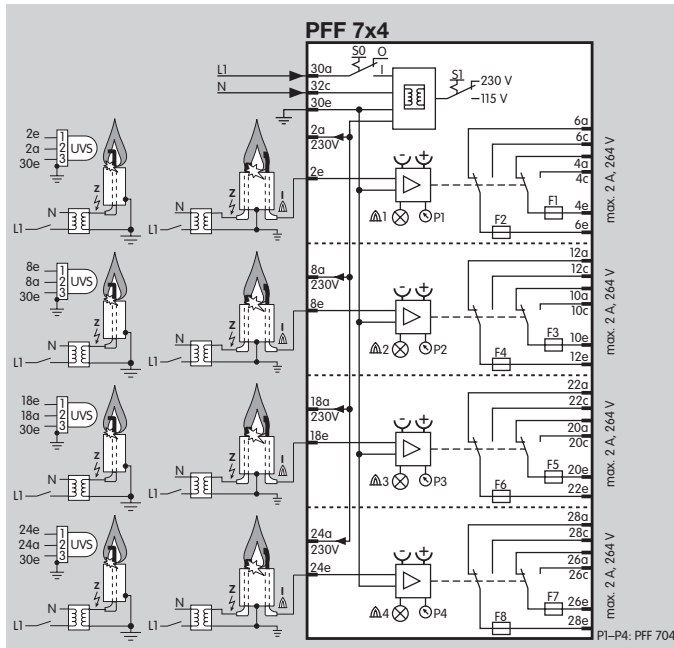 PFF 7x4
S0 O
I
L1 30a
N 32c
30e
S1
230 V
115 V
2a
230V
2e
2e
2a
30e
1
2
3
UVS
Z
N
L1
Z
I
N
L1
1
P1
6a
6c
4a
4c
F1
4e
F2
6e
max. 2 A, 264 V
8a
230V
8e
8e
8a
30e
1
2
3
UVS
Z
N
L1
Z
I
N
L1
2
P2
12a
12c
10a
10c
F3
10e
F4
12e
max. 2 A, 264 V
18a
230V
18e
18e
18a
30e
1
2
3
UVS
Z
N
L1
Z
I
N
L1
3
P3
22a
22c
20a
20c
F5
20e
F6
22e
max. 2 A, 264 V
24a
230V
24e
24e
24a
30e
1
2
3
UVS
Z
N
L1
Z
I
N
L1
4
P4
28a
28c
26a
26c
F7
26e
F8
28e
max. 2 A, 264 V
P1–P4: PFF 704